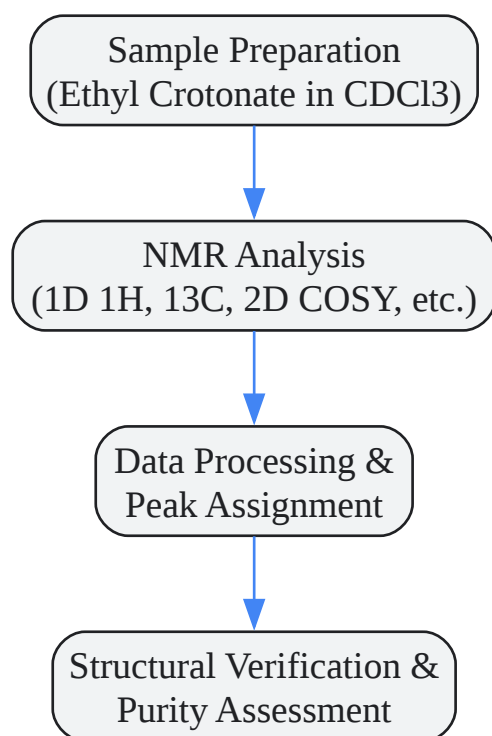 Sample Preparation
(Ethyl Crotonate in CDCl3)
NMR Analysis
(1D 1H, 13C, 2D COSY, etc.)
Data Processing &
Peak Assignment
Structural Verification &
Purity Assessment